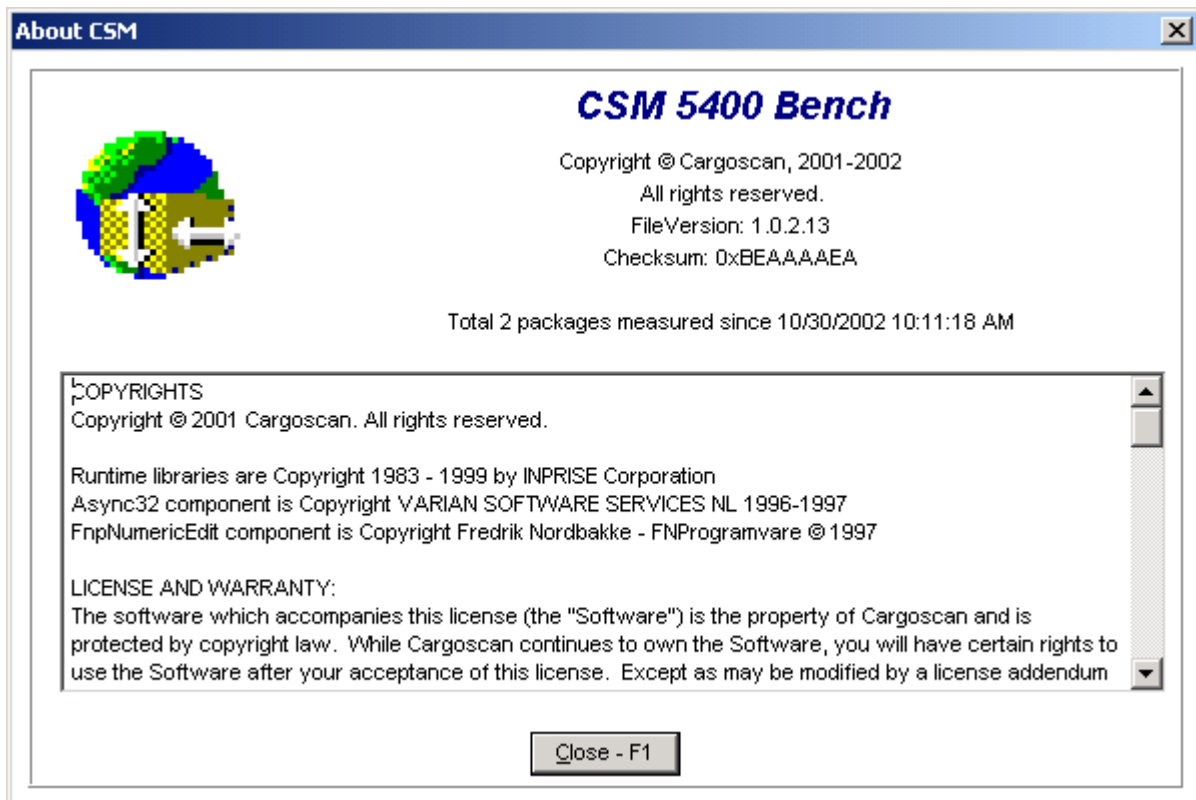 About CSM
CSM 5400 Bench
Copyright © Cargoscan, 2001-2002
All rights reserved.
FileVersion: 1.0.2.13
Checksum: 0xBEAAAAEA
Total 2 packages measured since 10/30/2002 10:11:18 AM
COPYRIGHTS
Copyright © 2001 Cargoscan. All rights reserved.
Runtime libraries are Copyright 1983 - 1999 by INPRISE Corporation
Async32 component is Copyright VARIAN SOFTWARE SERVICES NL 1996-1997
FnpNumericEdit component is Copyright Fredrik Nordbakke - FNProgramvare © 1997
LICENSE AND WARRANTY:
The software which accompanies this license (the "Software") is the property of Cargoscan and is
protected by copyright law.  While Cargoscan continues to own the Software, you will have certain rights to
use the Software after your acceptance of this license.  Except as may be modified by a license addendum
Close - F1